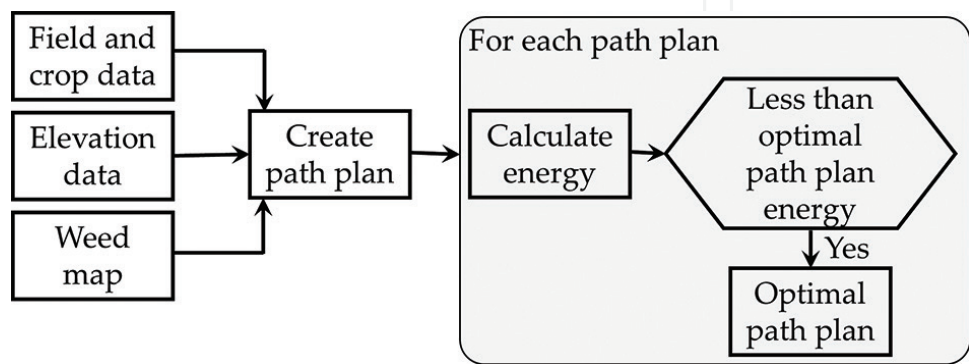 Field and
crop data
Elevation
data
Weed
map
Create
path plan
For each path plan
Calculate
energy
Less than
optimal
path plan
energy
Yes
Optimal
path plan